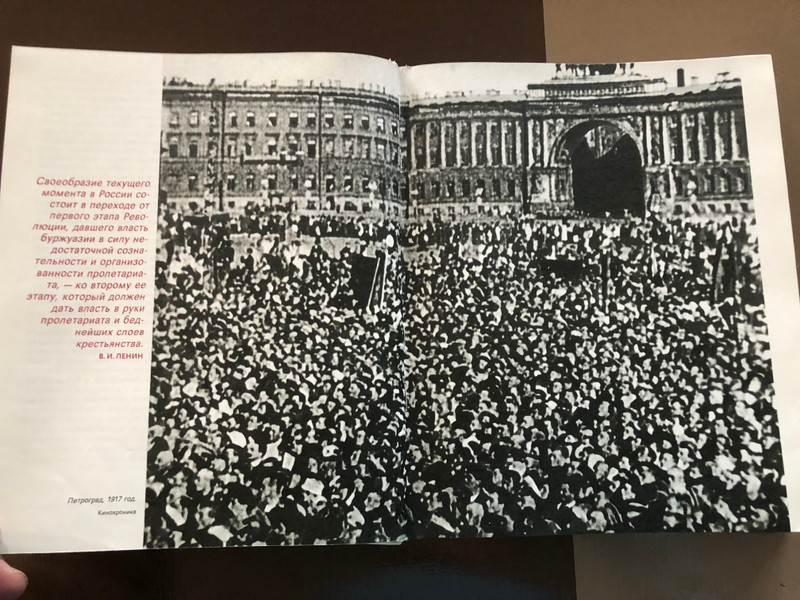 Своеобразие текущего
момента в России со-
стоит в переходе от
первого этапа Рево-
люции, давшего власть
буржуазии в силу не-
достаточной созна-
тельности и организо-
ванности пролетариа-
та, — ко второму ее
этапу, который должен
дать власть в руки
пролетариата и бед-
нейших слоев
крестьянства.
В. И. ЛЕНИН
Петроград, 1917 год.
Кинохроника